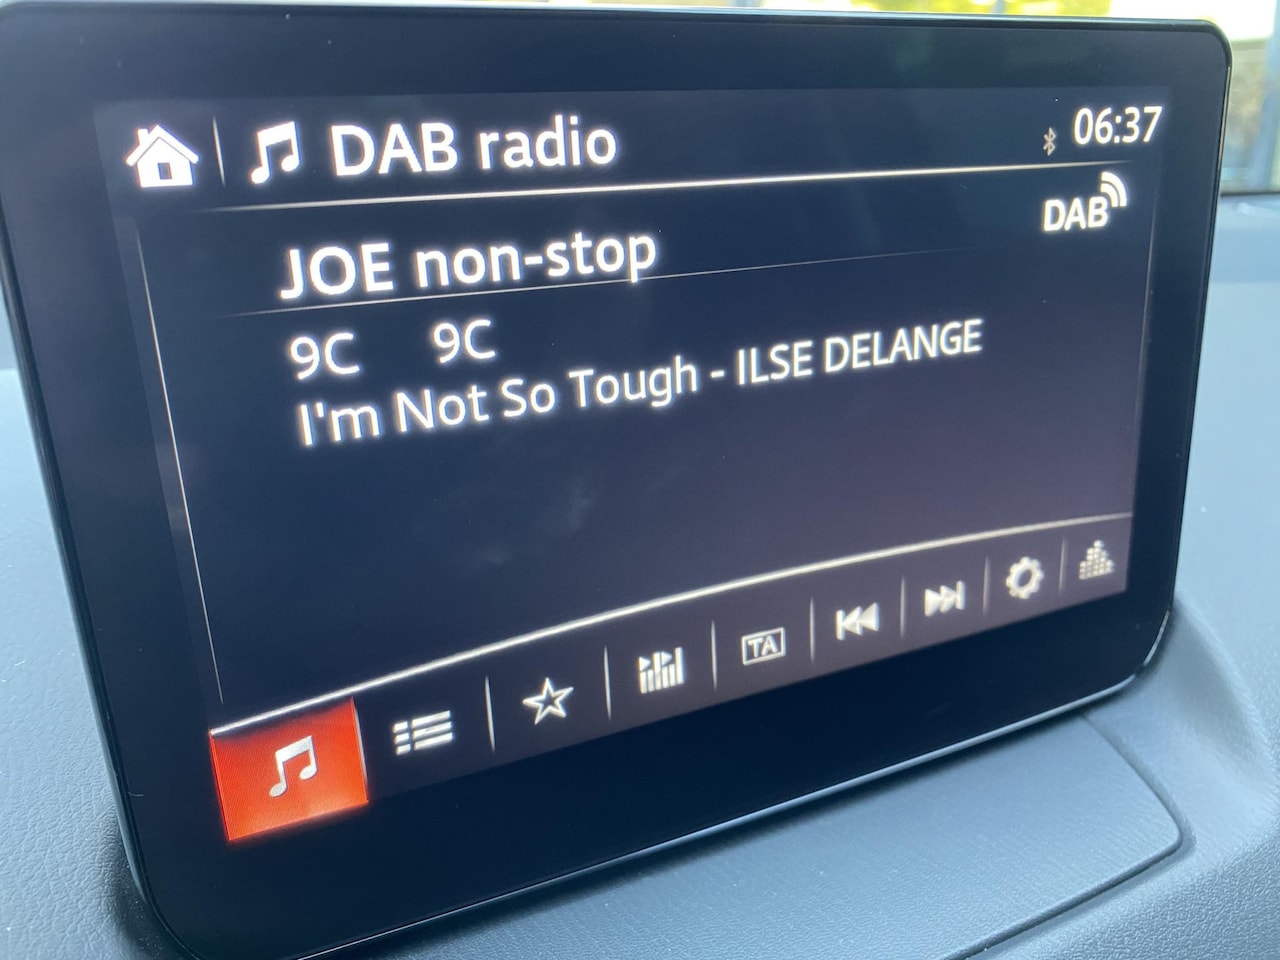 DAB radio
06:37
DAB
JOE non-stop
9C 9C
I'm Not So Tough - ILSE DELANGE
TA